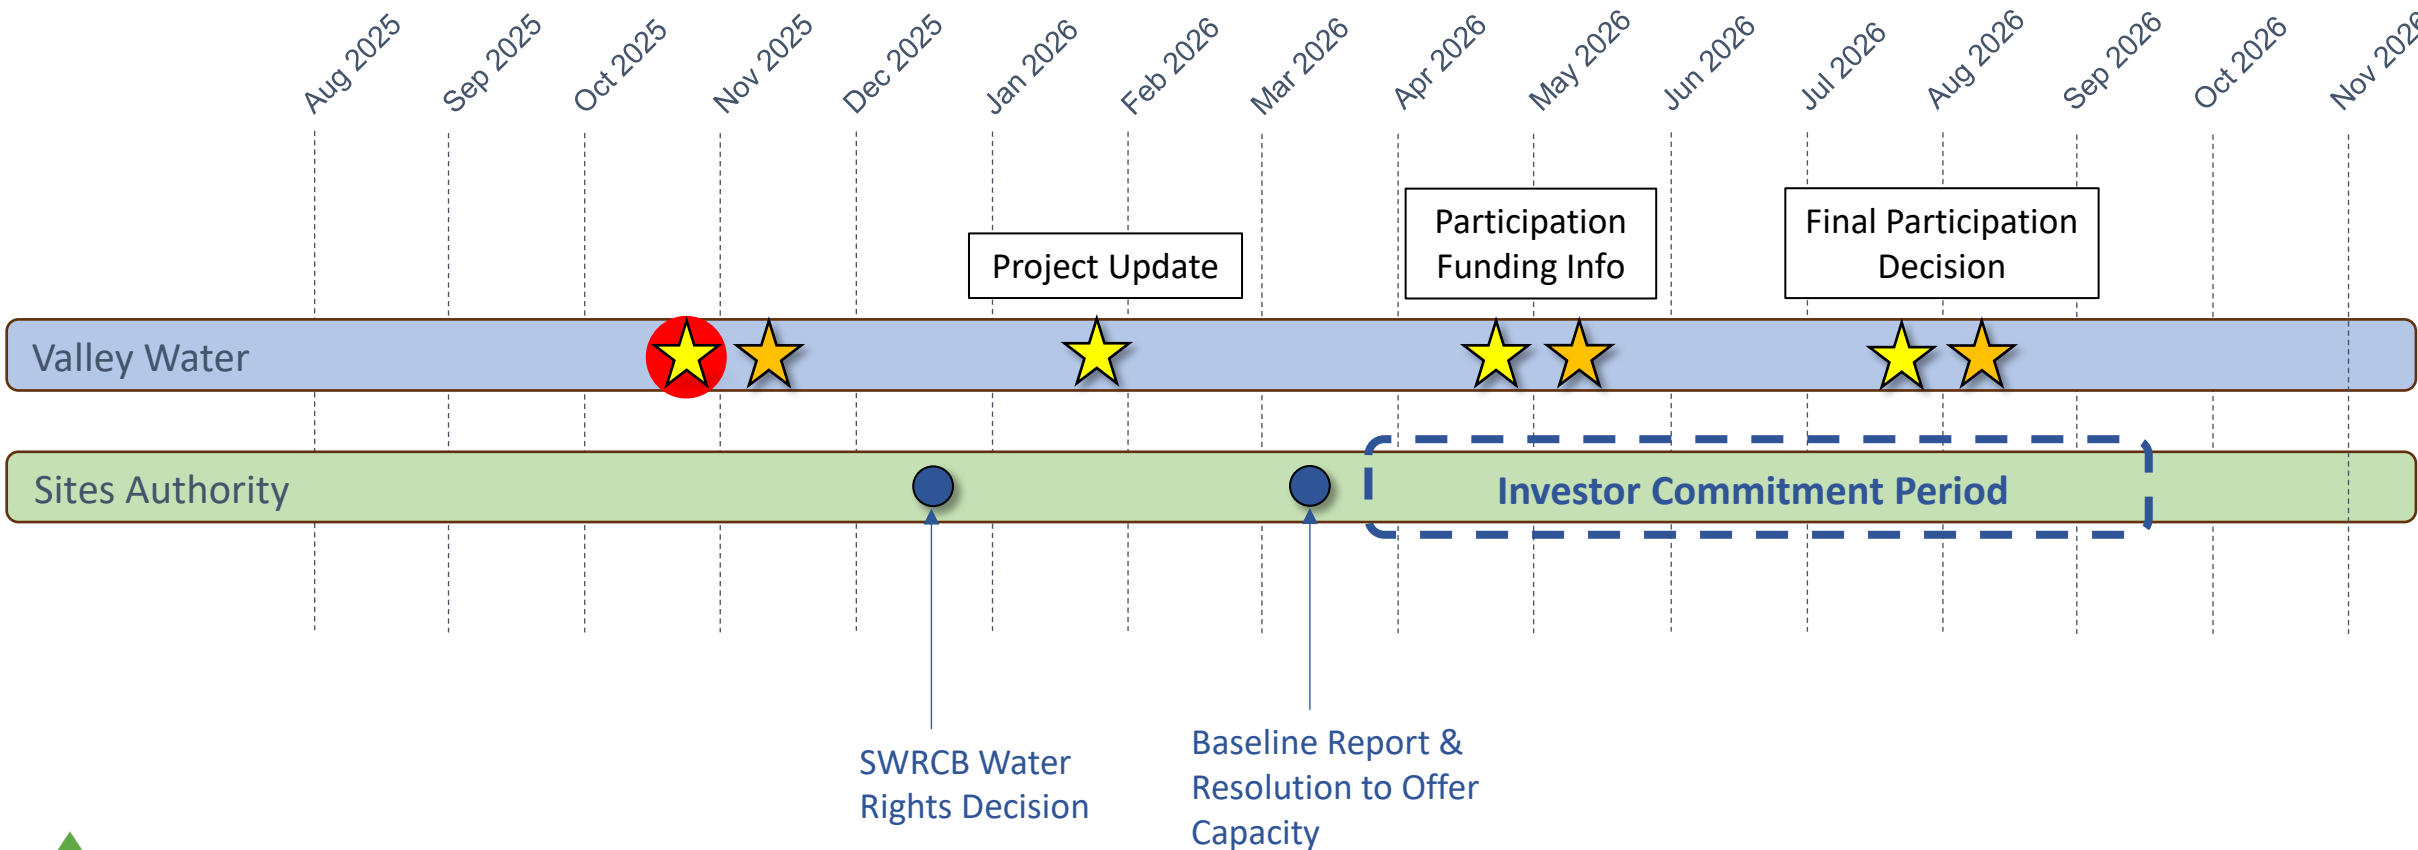 Aug 2025
Sep 2025
Oct 2025
Nov 2025
Dec 2025
Jan 2026
Feb 2026
Mar 2026
Apr 2026
May 2026
Jun 2026
Jul 2026
Aug 2026
Sep 2026
Oct 2026
Nov 2026
Project Update
Participation
Funding Info
Final Participation
Decision
Valley Water
Sites Authority
Investor Commitment Period
SWRCB Water
Rights Decision
Baseline Report &
Resolution to Offer
Capacity